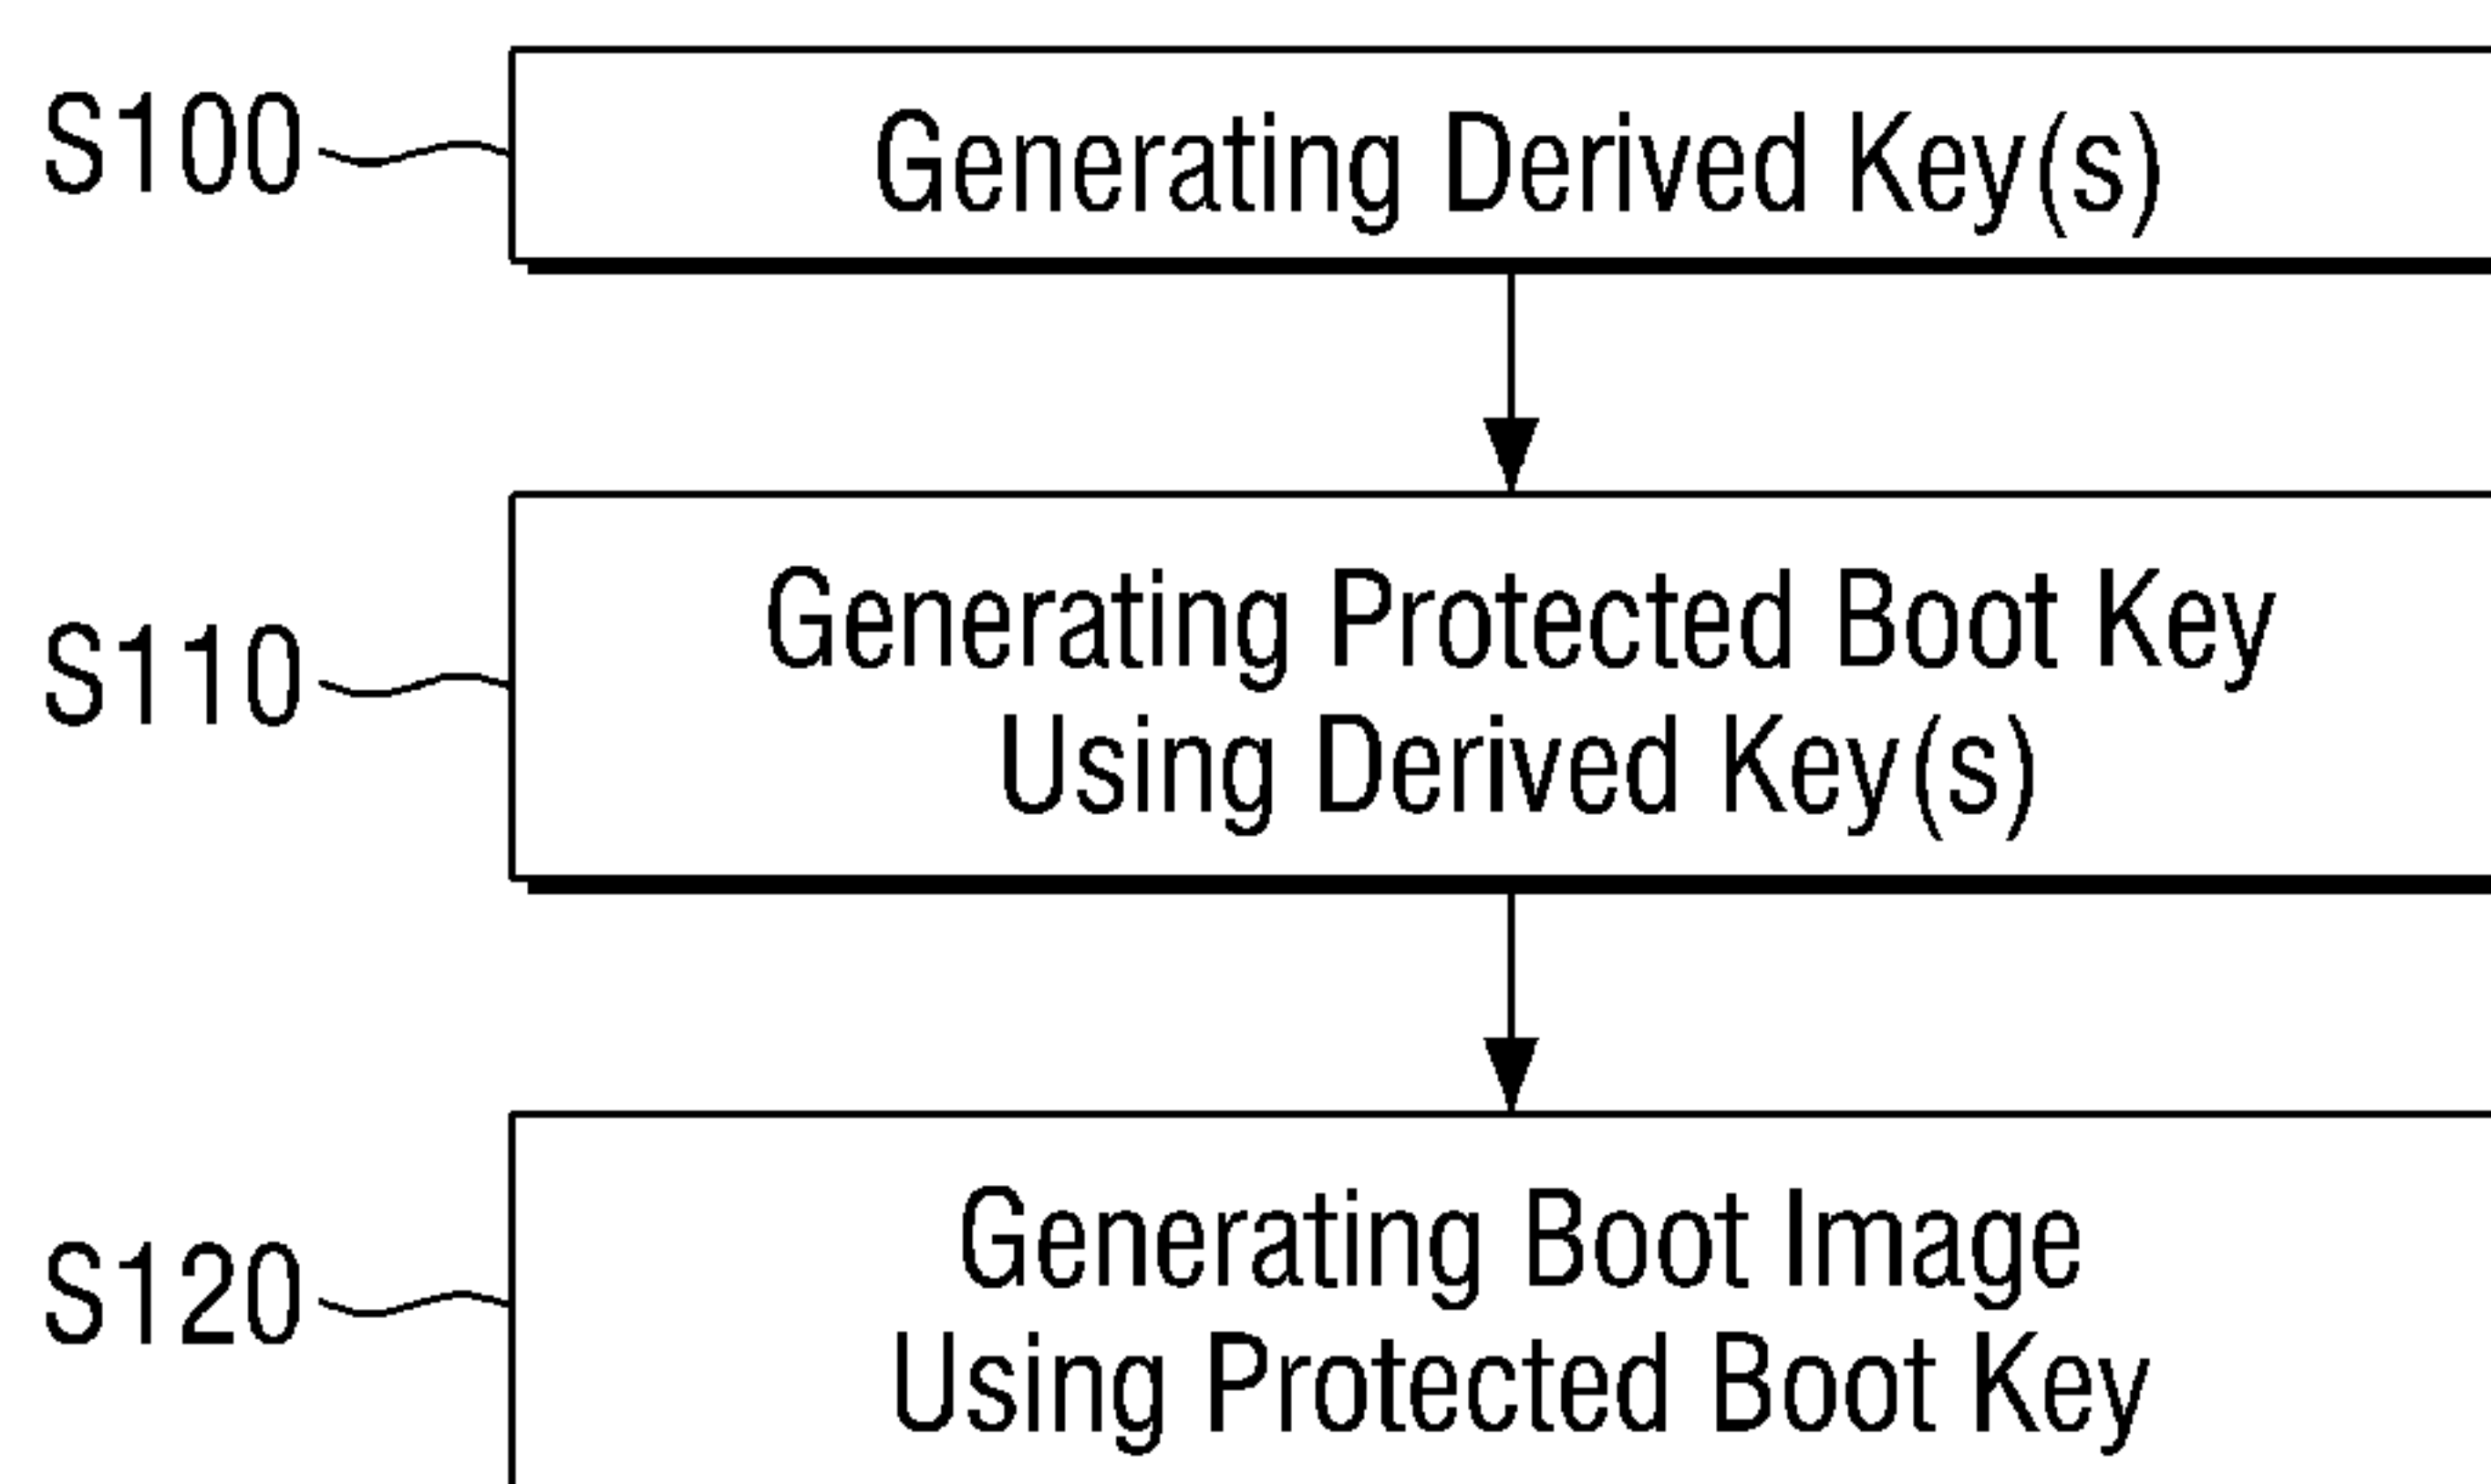 S100
Generating Derived Key(s)
S110
Generating Protected Boot Key
Using Derived Key(s)
S120
Generating Boot Image
Using Protected Boot Key